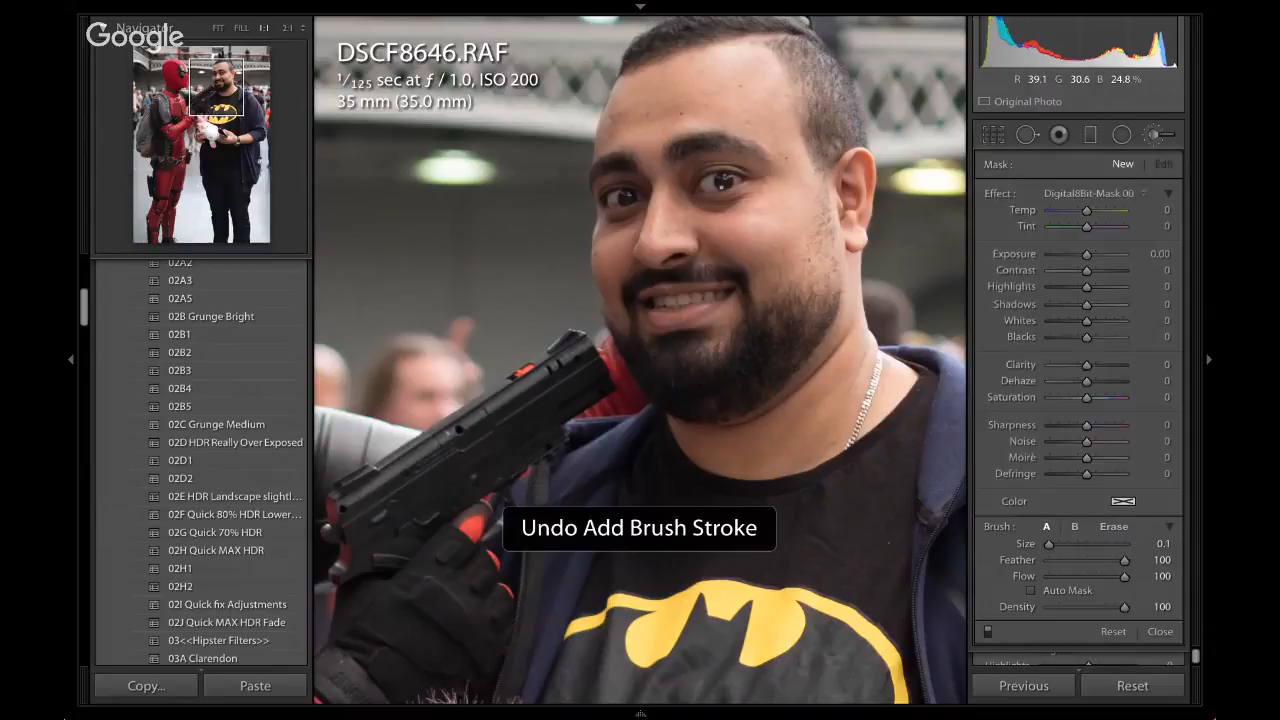 Navigator
FIT FILL 1:1 2:1
Google
DSCF8646.RAF
1/125 sec at ƒ / 1.0, ISO 200
35 mm (35.0 mm)
R 39.1 G 30.6 B 24.8 %
Original Photo
Mask : New Edit
Effect : Digital8Bit-Mask 00
Temp 0
Tint 0
Exposure 0.00
Contrast 0
Highlights 0
Shadows 0
Whites 0
Blacks 0
Clarity 0
Dehaze 0
Saturation 0
Sharpness 0
Noise 0
Moiré 0
Defringe 0
Color
Brush : A B Erase
Size 0.1
Feather 100
Flow 100
Auto Mask
Density 100
Reset Close
Highlights
Previous Reset
02A2
02A3
02A5
02B Grunge Bright
02B1
02B2
02B3
02B4
02B5
02C Grunge Medium
02D HDR Really Over Exposed
02D1
02D2
02E HDR Landscape slightl...
02F Quick 80% HDR Lower...
02G Quick 70% HDR
02H Quick MAX HDR
02H1
02H2
02I Quick fix Adjustments
02J Quick MAX HDR Fade
03<<Hipster Filters>>
03A Clarendon
Copy... Paste
Undo Add Brush Stroke